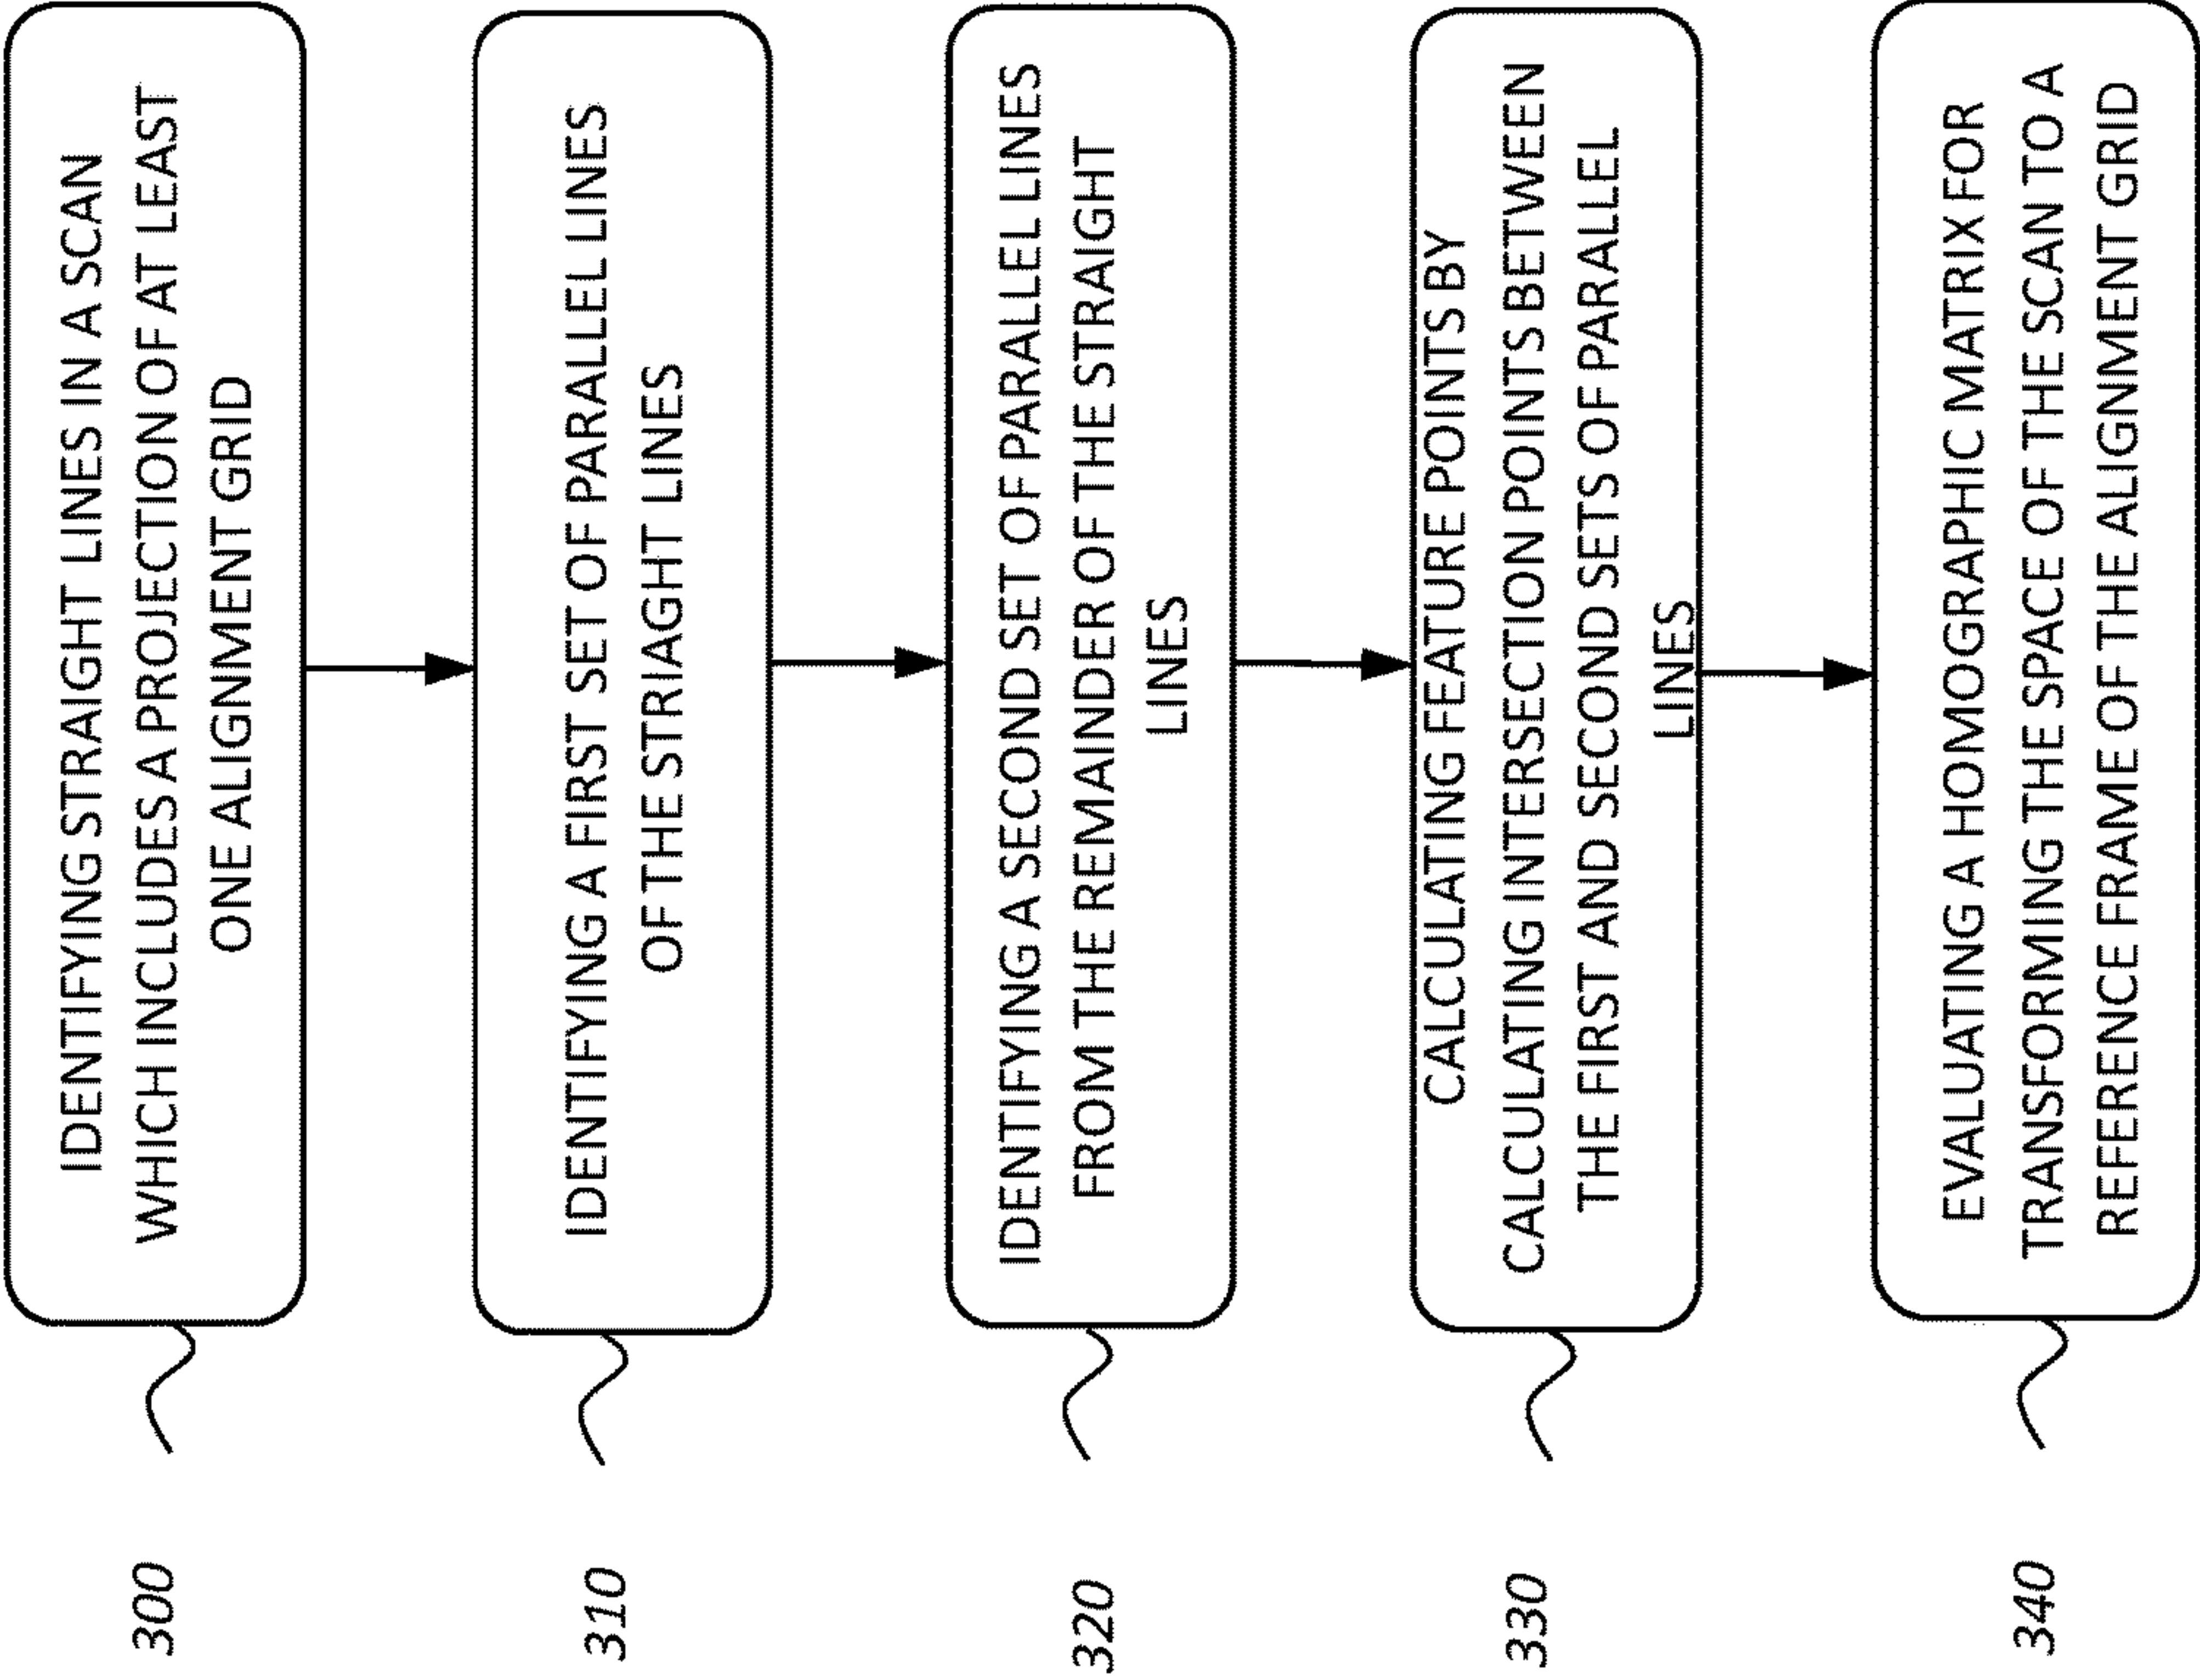 300
IDENTIFYING STRAIGHT LINES IN A SCAN
WHICH INCLUDES A PROJECTION OF AT LEAST
ONE ALIGNMENT GRID
310
IDENTIFYING A FIRST SET OF PARALLEL LINES
OF THE STRIAGHT LINES
320
IDENTIFYING A SECOND SET OF PARALLEL LINES
FROM THE REMAINDER OF THE STRAIGHT
LINES
330
CALCULATING FEATURE POINTS BY
CALCULATING INTERSECTION POINTS BETWEEN
THE FIRST AND SECOND SETS OF PARALLEL
LINES
340
EVALUATING A HOMOGRAPHIC MATRIX FOR
TRANSFORMING THE SPACE OF THE SCAN TO A
REFERENCE FRAME OF THE ALIGNMENT GRID